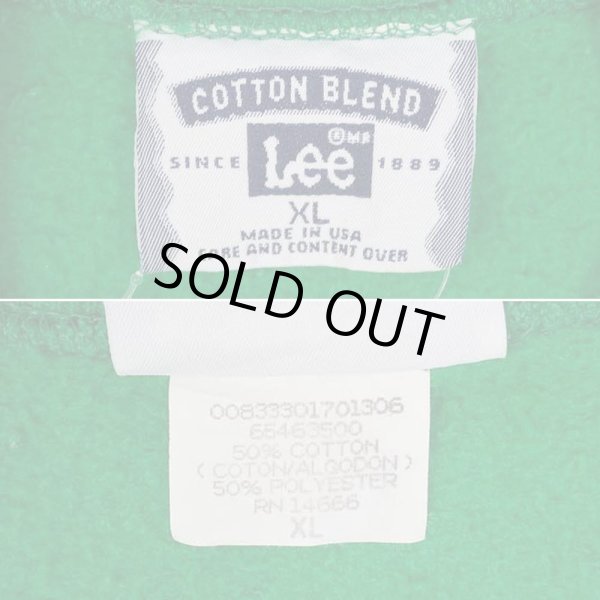 COTTON BLEND
®MR
Lee
SINCE 1889
XL
MADE IN USA
CARE AND CONTENT OVER
SOLD OUT
00833301701306
66463500
50% COTTON
(COTON/ALGODON)
50% POLYESTER
RN 14666
XL